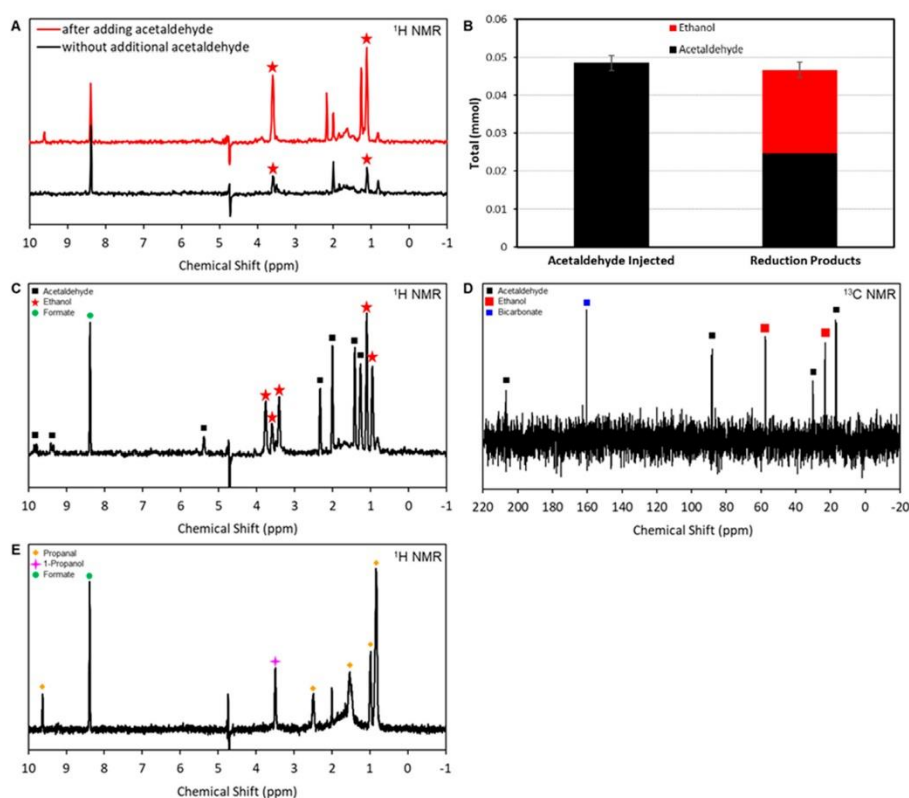 A
after adding acetaldehyde
without additional acetaldehyde
¹H NMR
10 9 8 7 6 5 4 3 2 1 0 -1
Chemical Shift (ppm)
B
Ethanol
Acetaldehyde
Total (mmol)
0.06
0.05
0.04
0.03
0.02
0.01
0
Acetaldehyde Injected Reduction Products
C
Acetaldehyde
Ethanol
Formate
¹H NMR
10 9 8 7 6 5 4 3 2 1 0 -1
Chemical Shift (ppm)
D
Acetaldehyde
Ethanol
Bicarbonate
¹³C NMR
220 200 180 160 140 120 100 80 60 40 20 0 -20
Chemical Shift (ppm)
E
Propanal
1-Propanol
Formate
¹H NMR
10 9 8 7 6 5 4 3 2 1 0 -1
Chemical Shift (ppm)